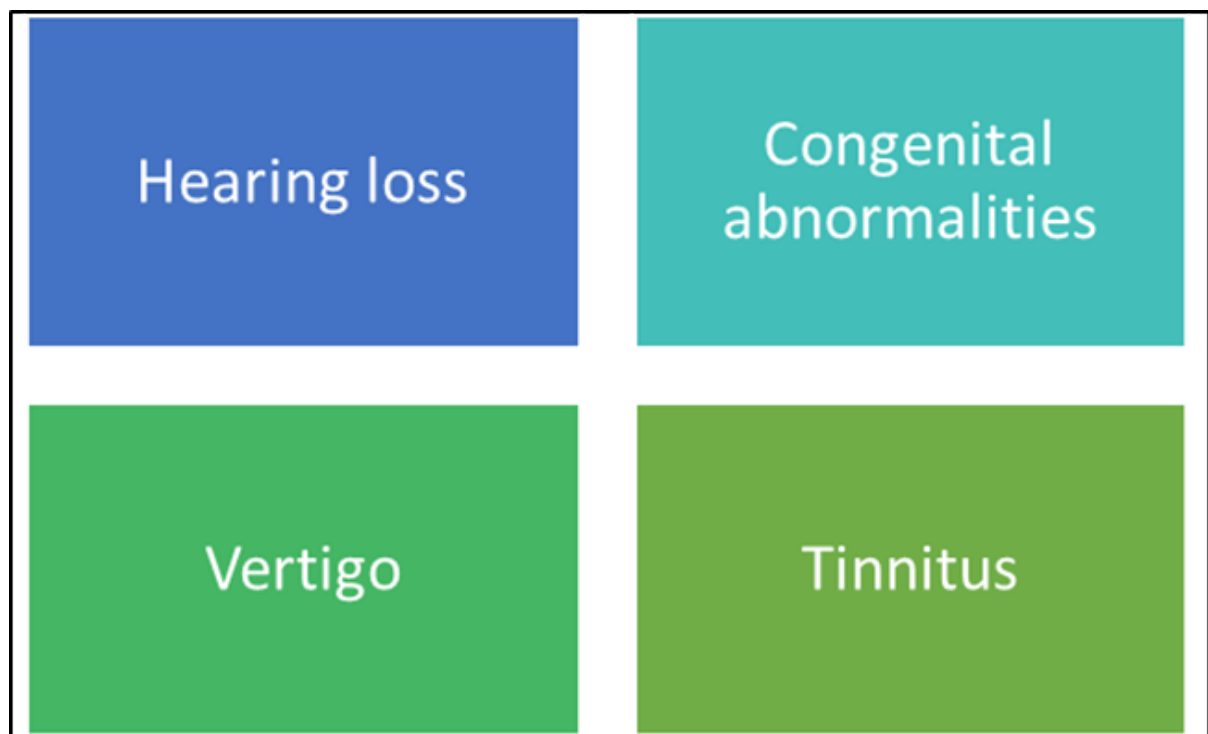 Hearing loss
Congenital
abnormalities
Vertigo
Tinnitus